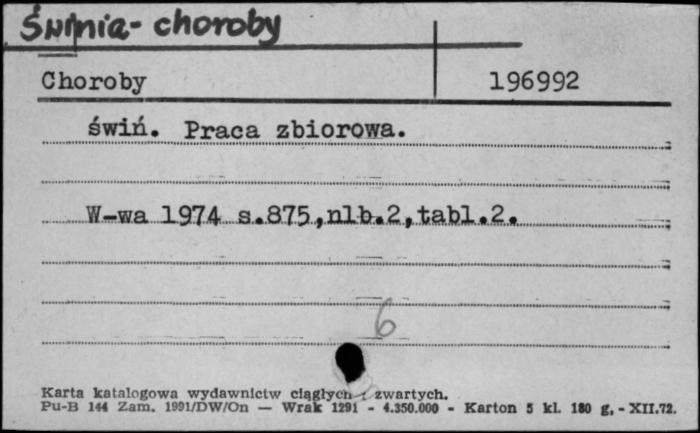 Świnia - choroby
Choroby 196992
świń. Praca zbiorowa.
W-wa 1974 s.875,nlb.2,tabl.2.
6
Karta katalogowa wydawnictw ciągłych i zwartych.
Pu-B 144 Zam. 1991/DW/On — Wrak 1291 - 4.350.000 - Karton 5 kl. 180 g, - XII.72.